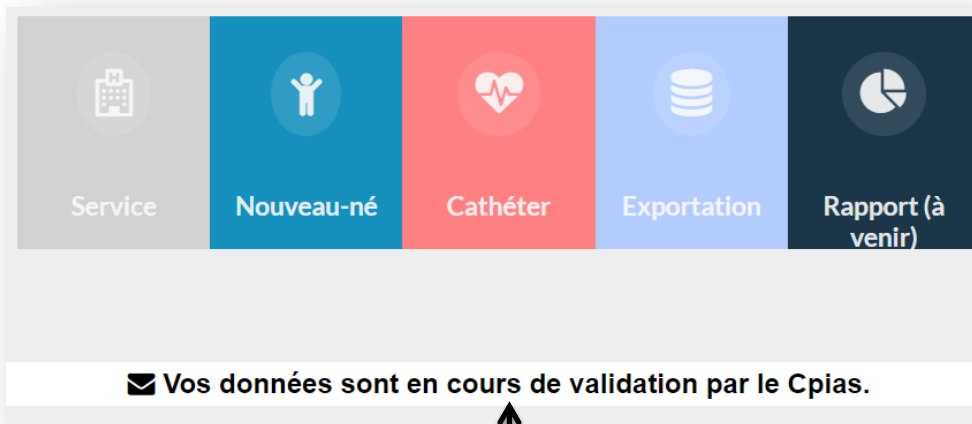 Service
Nouveau-né
Cathéter
Exportation
Rapport (à
venir)
Vos données sont en cours de validation par le Cpias.